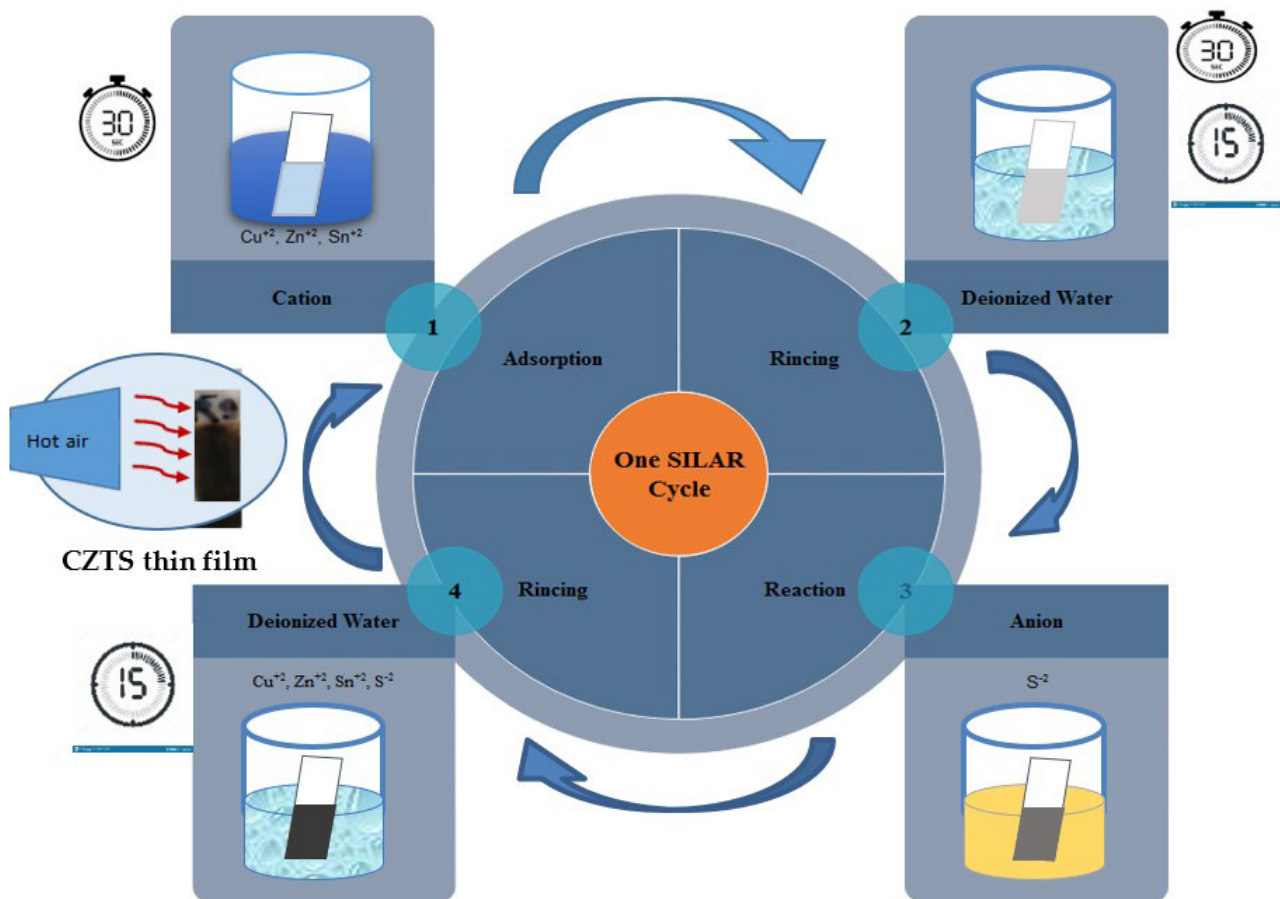 30
SEC
Cu⁺², Zn⁺², Sn⁺²
Cation
1
Adsorption
30
SEC
15
Deionized Water
2
Rincing
One SILAR
Cycle
Hot air
CZTS thin film
Rincing
4
Deionized Water
15
Cu⁺², Zn⁺², Sn⁺², S⁻²
Reaction
3
Anion
S⁻²